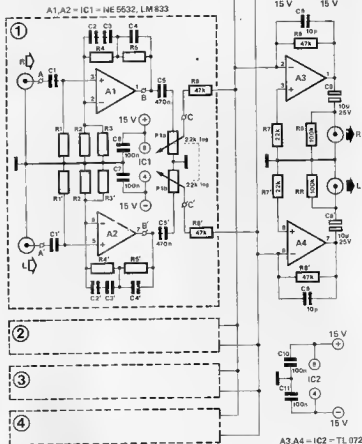 A1,A2 = IC1 = NE 5532, LM 833
15 V 15 V
①
C2 C3 C4
R4 R5
R
A
C1
3
2
A1
1
B
C5
470n
R6
47k
C
R1 R2 R3
C6
100n
15 V
8
IC1
4
C7
100n
15 V
P1a
22k log
P1b
22k log
C'
R1' R2' R3'
L
A'
C1'
A2
7
B'
C5'
470n
R6'
47k
R4' R5'
C2' C3' C4'
C9
10p
R8
47k
A3
C8
10µ
25V
R7
22k
R9
100k
R
R7'
22k
100k
L
A4
C8'
10µ
25V
R8'
47k
10p
②
③
④
15 V
C10
100n
8
IC2
4
C11
100n
15 V
A3,A4 = IC2 = TL 072